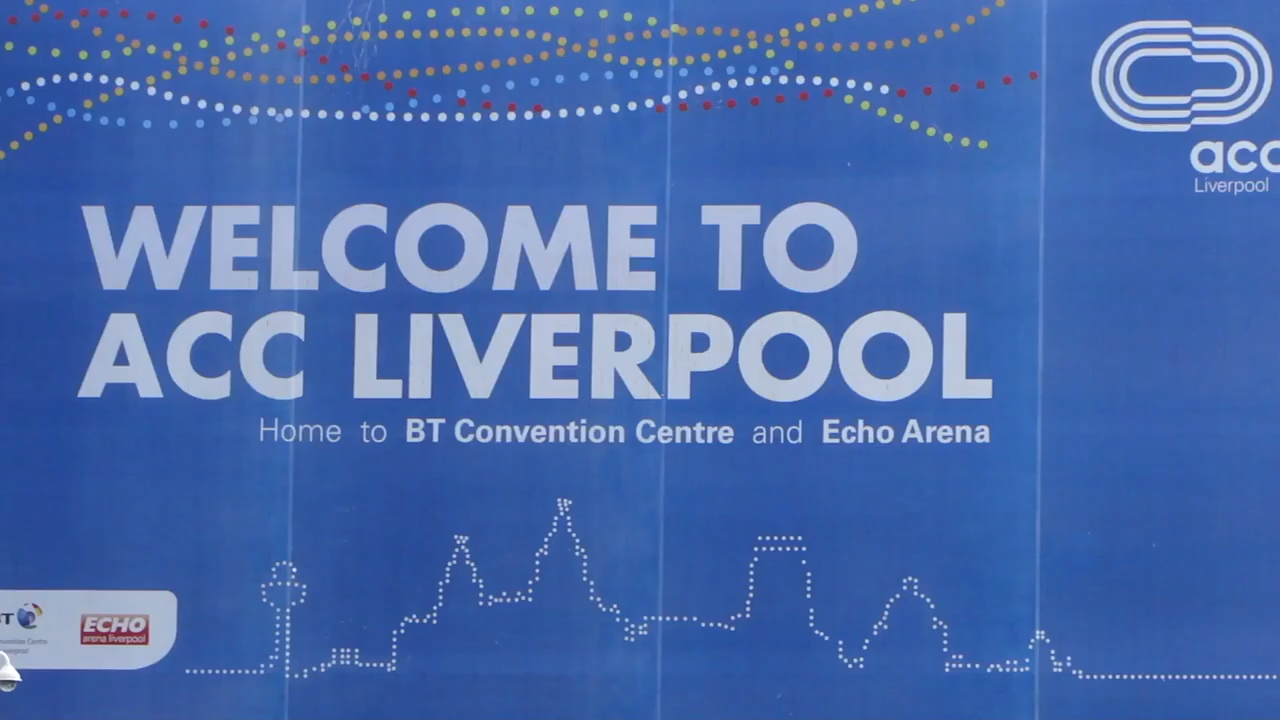 acc
Liverpool
WELCOME TO
ACC LIVERPOOL
Home to BT Convention Centre and Echo Arena
ECHO
arena liverpool